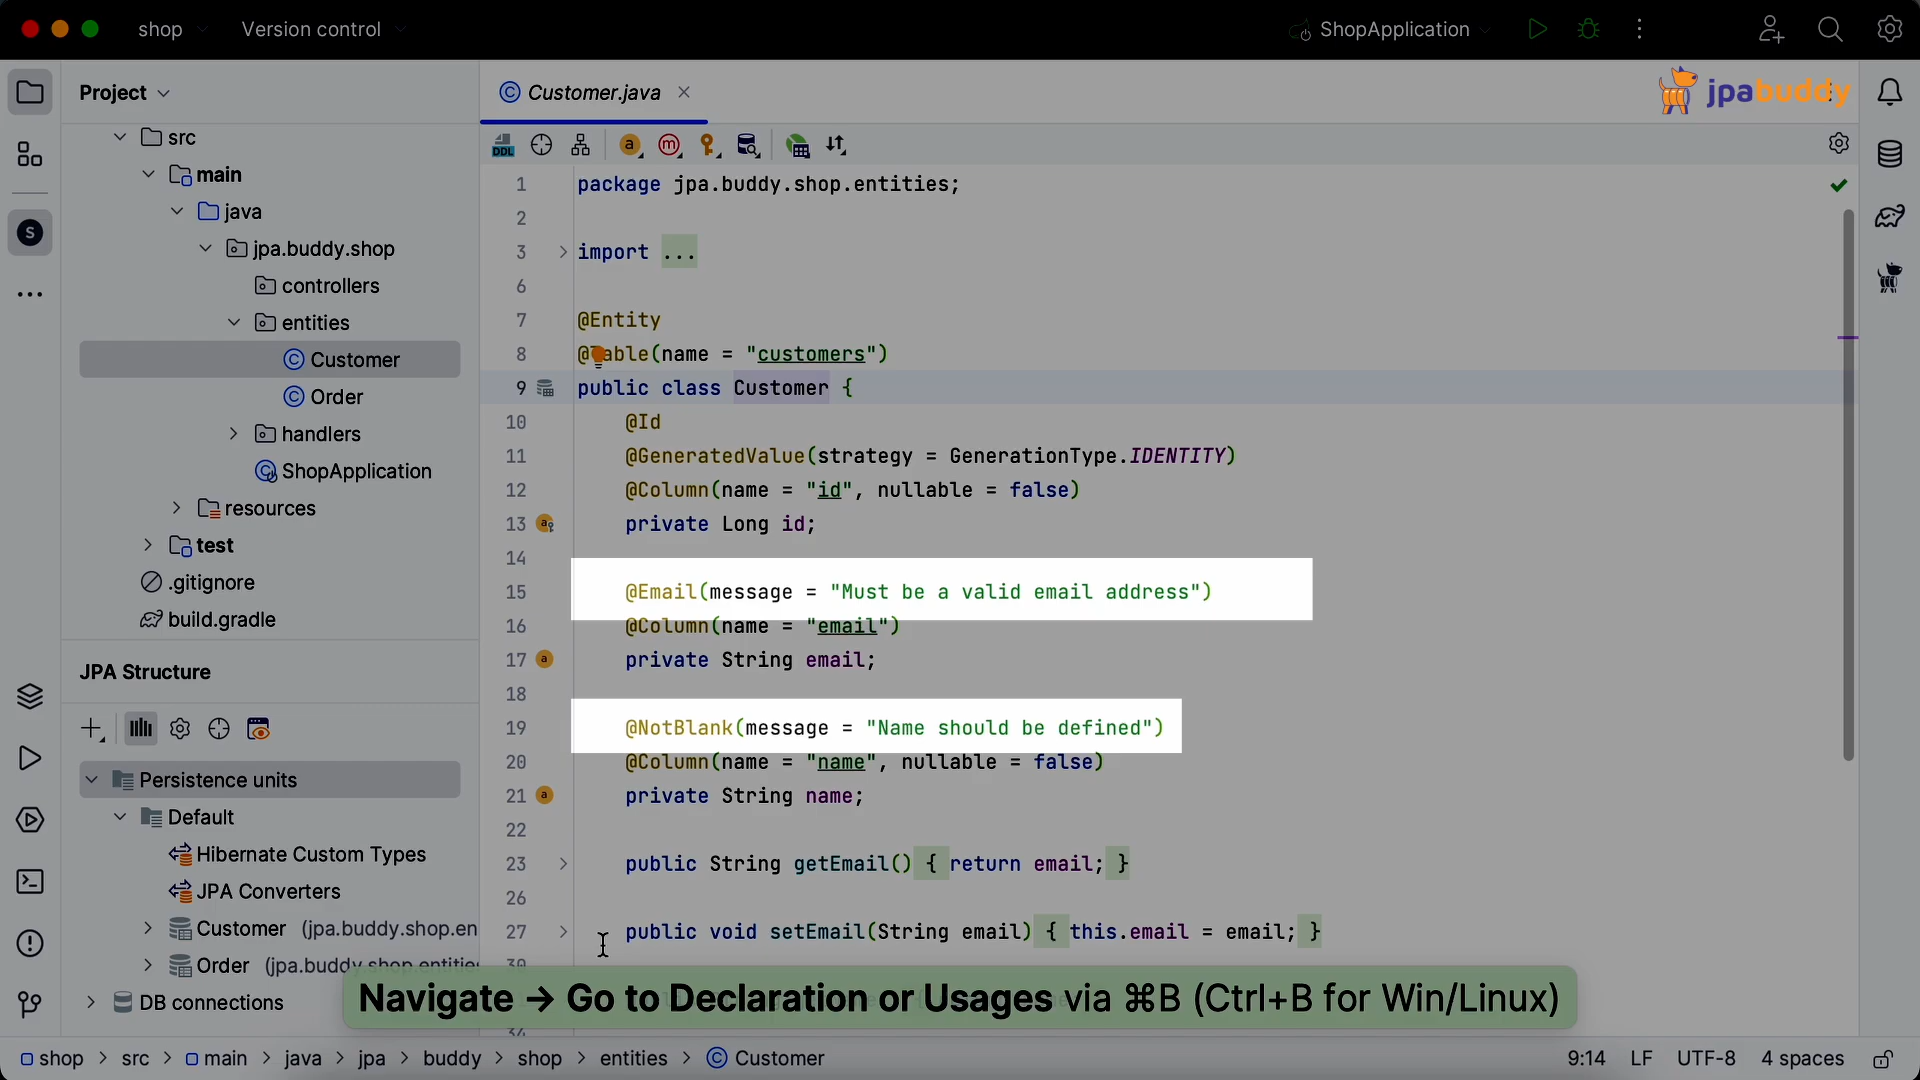 shop
Version control
ShopApplication
Project
Customer.java
jpabuddy
src
main
java
jpa.buddy.shop
controllers
entities
Customer
Order
handlers
ShopApplication
resources
test
.gitignore
build.gradle
JPA Structure
Persistence units
Default
Hibernate Custom Types
JPA Converters
Customer (jpa.buddy.shop.en
Order (jpa.buddy.shop.entitie
DB connections
DDL
1 package jpa.buddy.shop.entities;
2
3 import ...
6
7 @Entity
8 @Table(name = "customers")
9 public class Customer {
10 @Id
11 @GeneratedValue(strategy = GenerationType.IDENTITY)
12 @Column(name = "id", nullable = false)
13 private Long id;
14
15 @Email(message = "Must be a valid email address")
16 @Column(name = "email")
17 private String email;
18
19 @NotBlank(message = "Name should be defined")
20 @Column(name = "name", nullable = false)
21 private String name;
22
23 public String getEmail() { return email; }
26
27 public void setEmail(String email) { this.email = email; }
30
Navigate → Go to Declaration or Usages via ⌘B (Ctrl+B for Win/Linux)
34
shop > src > main > java > jpa > buddy > shop > entities > Customer
9:14 LF UTF-8 4 spaces